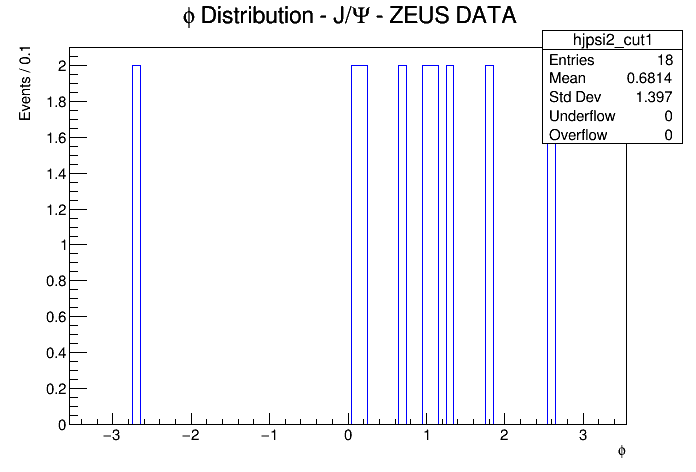 ϕ Distribution - J/Ψ - ZEUS DATA
hjpsi2_cut1
Entries 18
Mean 0.6814
Std Dev 1.397
Underflow 0
Overflow 0
Events / 0.1
2
1.8
1.6
1.4
1.2
1
0.8
0.6
0.4
0.2
0
−3 −2 −1 0 1 2 3
ϕ